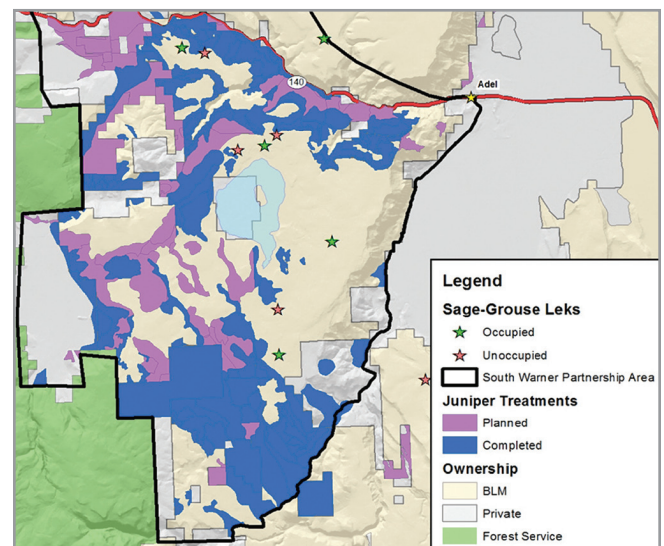 140
Adel
Legend
Sage-Grouse Leks
Occupied
Unoccupied
South Warner Partnership Area
Juniper Treatments
Planned
Completed
Ownership
BLM
Private
Forest Service